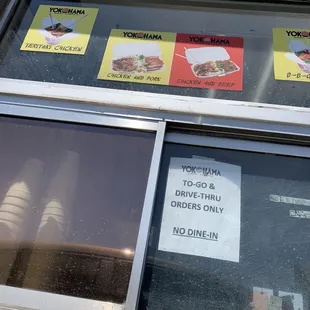 YOKOHAMA
TERIYAKI CHICKEN
YOKOHAMA
CHICKEN AND PORK
YOKOHAMA
CHICKEN AND BEEF
B-B-Q
YOKOHAMA
TO-GO &
DRIVE-THRU
ORDERS ONLY
NO DINE-IN